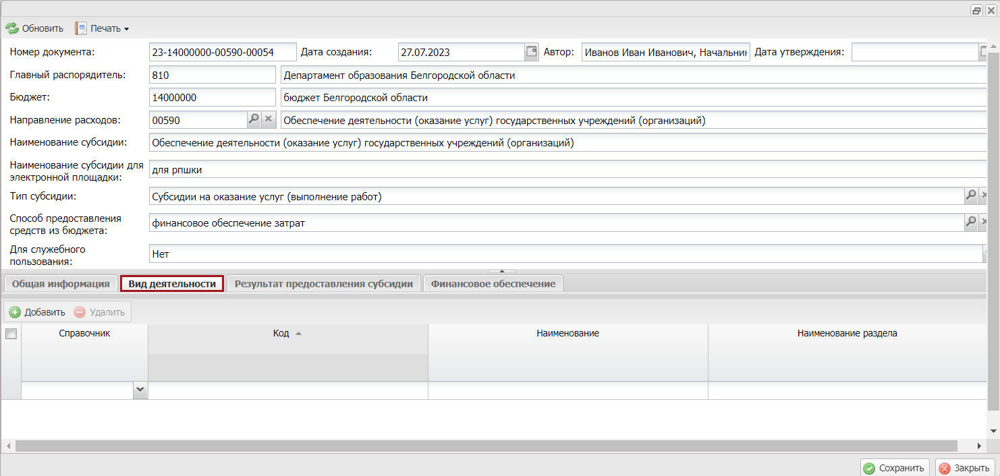 Обновить Печать
Номер документа: 23-14000000-00590-00054 Дата создания: 27.07.2023 Автор: Иванов Иван Иванович, Начальник Дата утверждения:
Главный распорядитель: 810 Департамент образования Белгородской области
Бюджет: 14000000 бюджет Белгородской области
Направление расходов: 00590 Обеспечение деятельности (оказание услуг) государственных учреждений (организаций)
Наименование субсидии: Обеспечение деятельности (оказание услуг) государственных учреждений (организаций)
Наименование субсидии для
электронной площадки: для рпшки
Тип субсидии: Субсидии на оказание услуг (выполнение работ)
Способ предоставления
средств из бюджета: финансовое обеспечение затрат
Для служебного
пользования: Нет
Общая информация Вид деятельности Результат предоставления субсидии Финансовое обеспечение
Добавить Удалить
Справочник Код Наименование Наименование раздела
Сохранить Закрыть